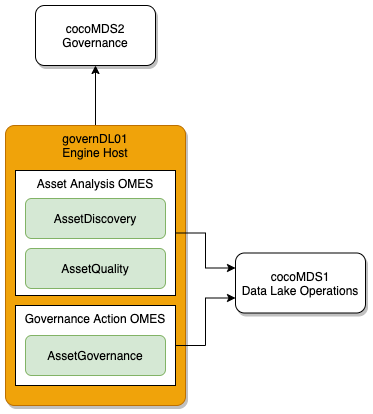 cocoMDS2
Governance
governDL01
Engine Host
Asset Analysis OMES
AssetDiscovery
AssetQuality
cocoMDS1
Data Lake Operations
Governance Action OMES
AssetGovernance